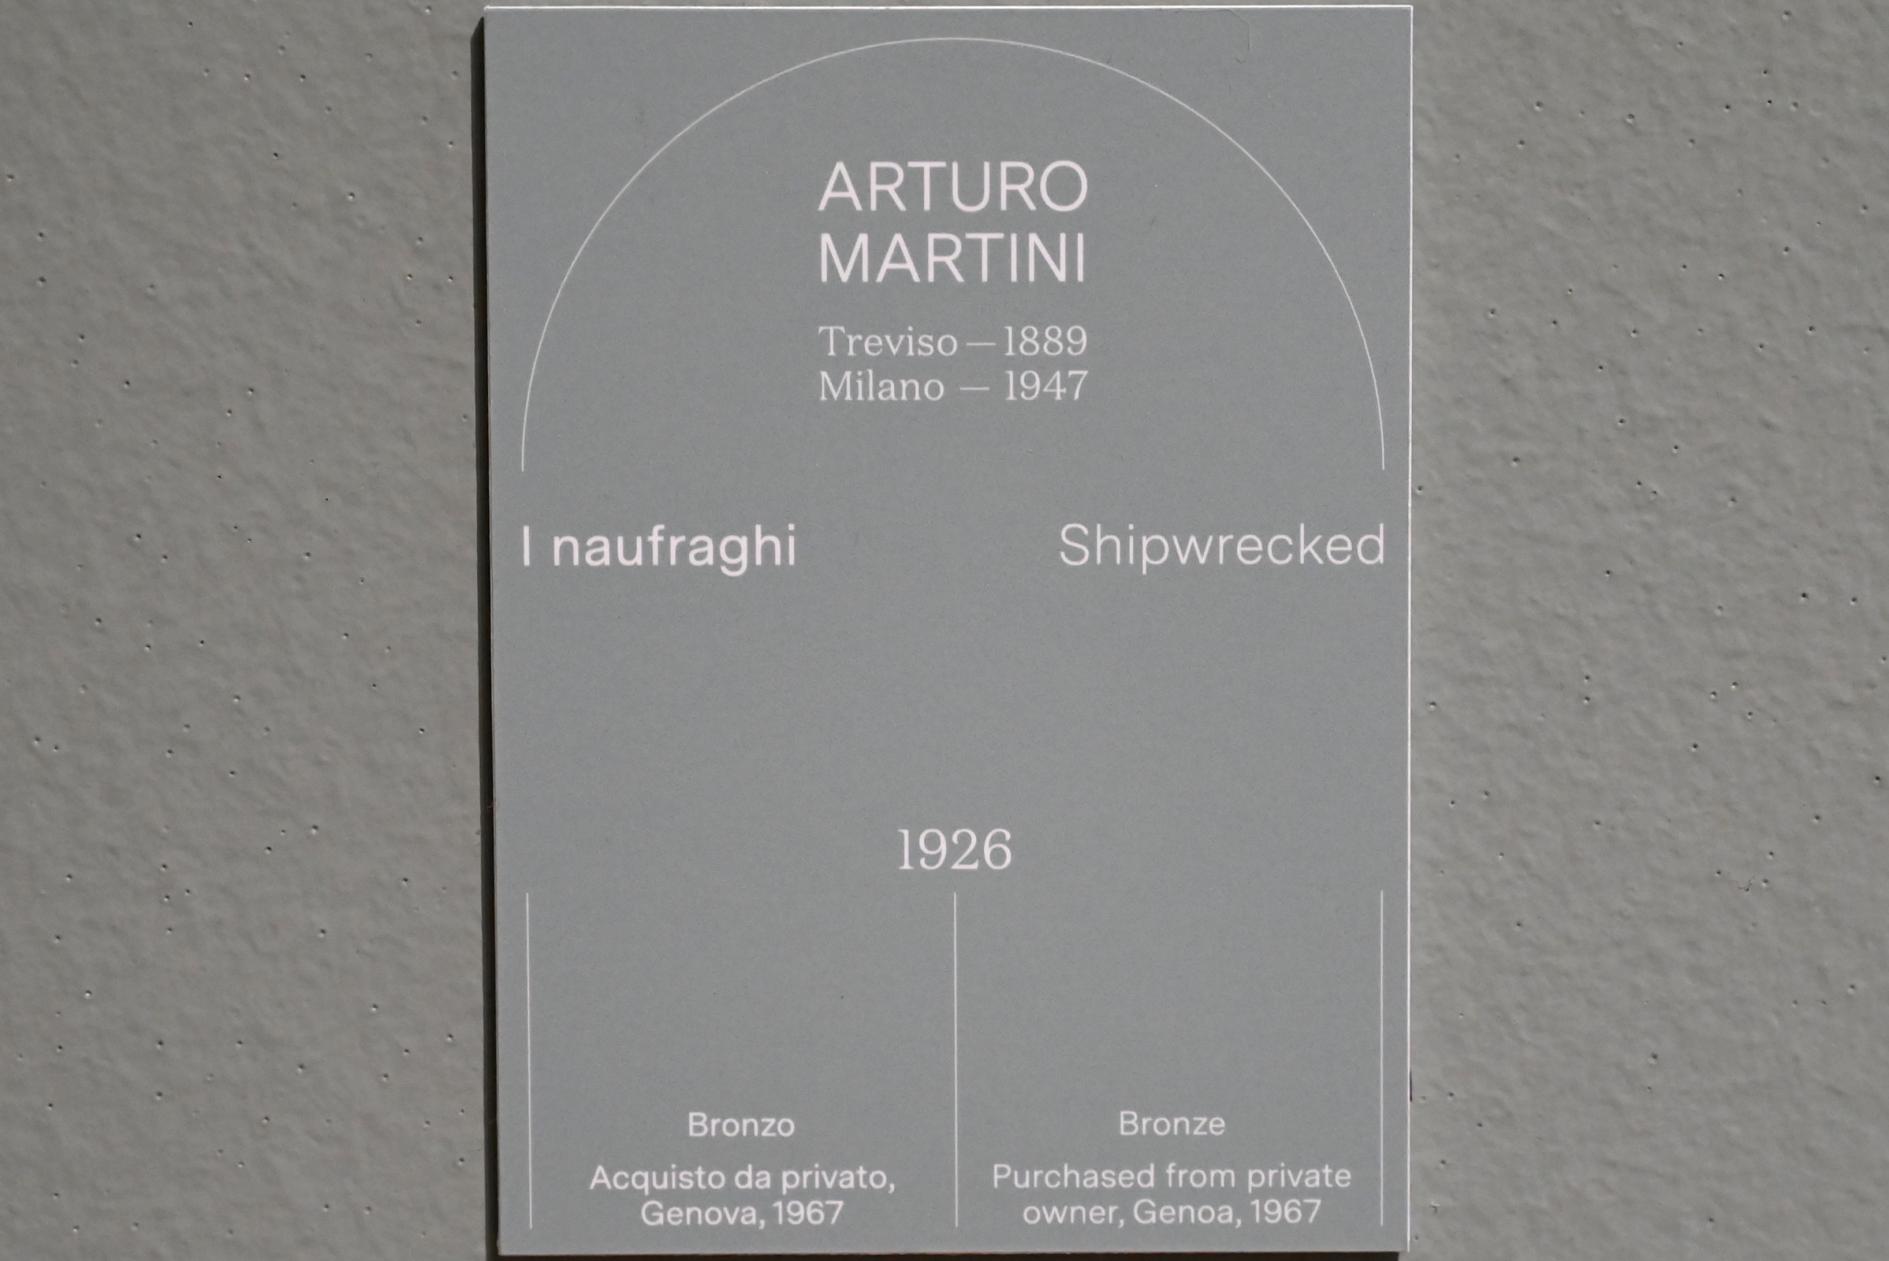 ARTURO
MARTINI
Treviso — 1889
Milano — 1947
I naufraghi
Shipwrecked
1926
Bronzo
Acquisto da privato,
Genova, 1967
Bronze
Purchased from private
owner, Genoa, 1967